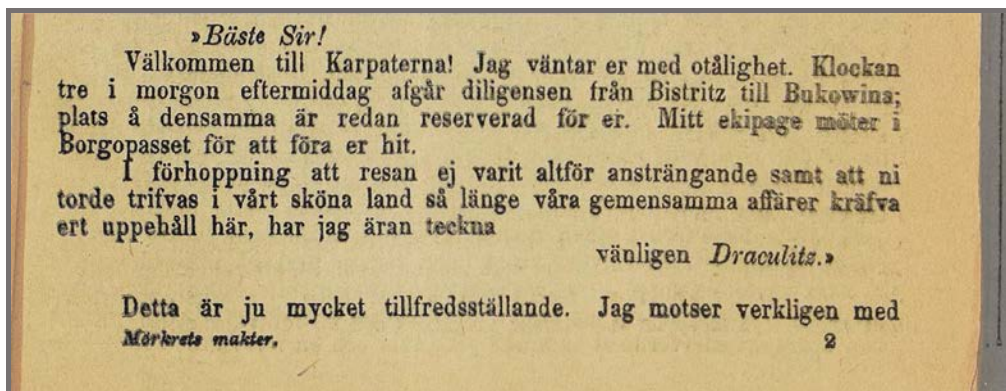 »Bäste Sir!
Välkommen till Karpaterna! Jag väntar er med otålighet. Klockan
tre i morgon eftermiddag afgår diligensen från Bistritz till Bukowina;
plats å densamma är redan reserverad för er. Mitt ekipage möter i
Borgopasset för att föra er hit.
I förhoppning att resan ej varit altför ansträngande samt att ni
torde trifvas i vårt sköna land så länge våra gemensamma affärer kräfva
ert uppehåll här, har jag äran teckna
vänligen Draculitz.»
Detta är ju mycket tillfredsställande. Jag motser verkligen med
Mörkrets makter. 2